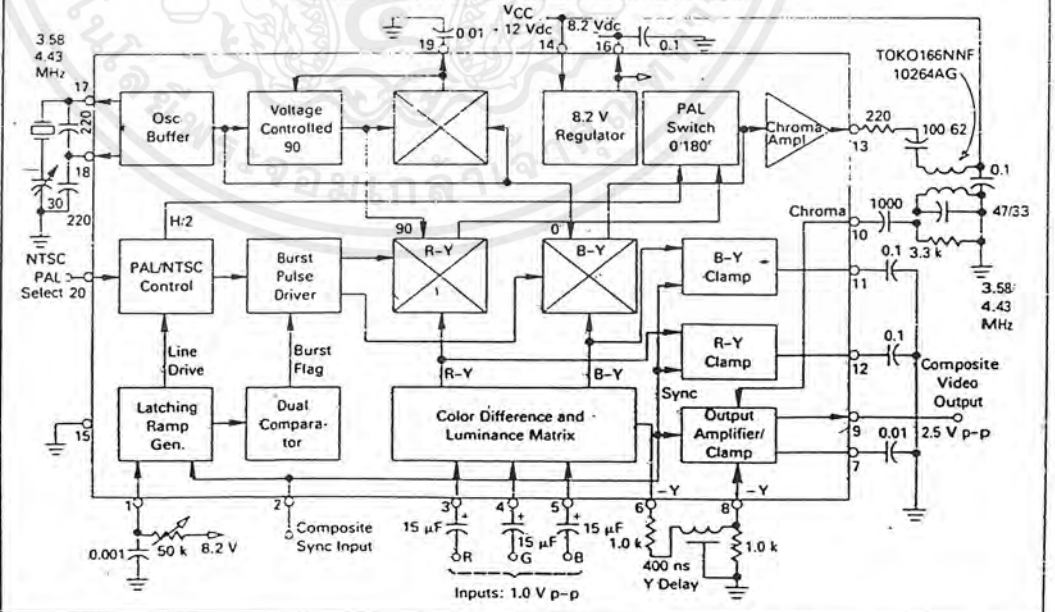 VCC
0.01
+ 12 Vdc
8.2 Vdc
19
14
16
0.1
3.58
4.43
MHz
TOKO166NNF
10264AG
17
220
18
30
220
Osc
Buffer
Voltage
Controlled
90
8.2 V
Regulator
PAL
Switch
0°180°
Chroma
Ampl
220
13
100 62
0.1
H/2
Chroma
1000
10
47/33
3.3 k
3.58/
4.43
MHz
NTSC
PAL
Select 20
PAL/NTSC
Control
Burst
Pulse
Driver
90
R-Y
0°
B-Y
B-Y
Clamp
0.1
11
Line
Drive
Burst
Flag
R-Y
B-Y
R-Y
Clamp
0.1
12
Sync
Composite
Video
Output
15
Latching
Ramp
Gen.
Dual
Compara-
tor
Color Difference and
Luminance Matrix
Output
Amplifier/
Clamp
9
2.5 V p-p
0.01
7
1
2
3
4
5
6
-Y
8
-Y
0.001
50 k
8.2 V
Composite
Sync Input
15 µF
15 µF
15 µF
R
G
B
Inputs: 1.0 V p-p
1.0 k
1.0 k
400 ns
Y Delay